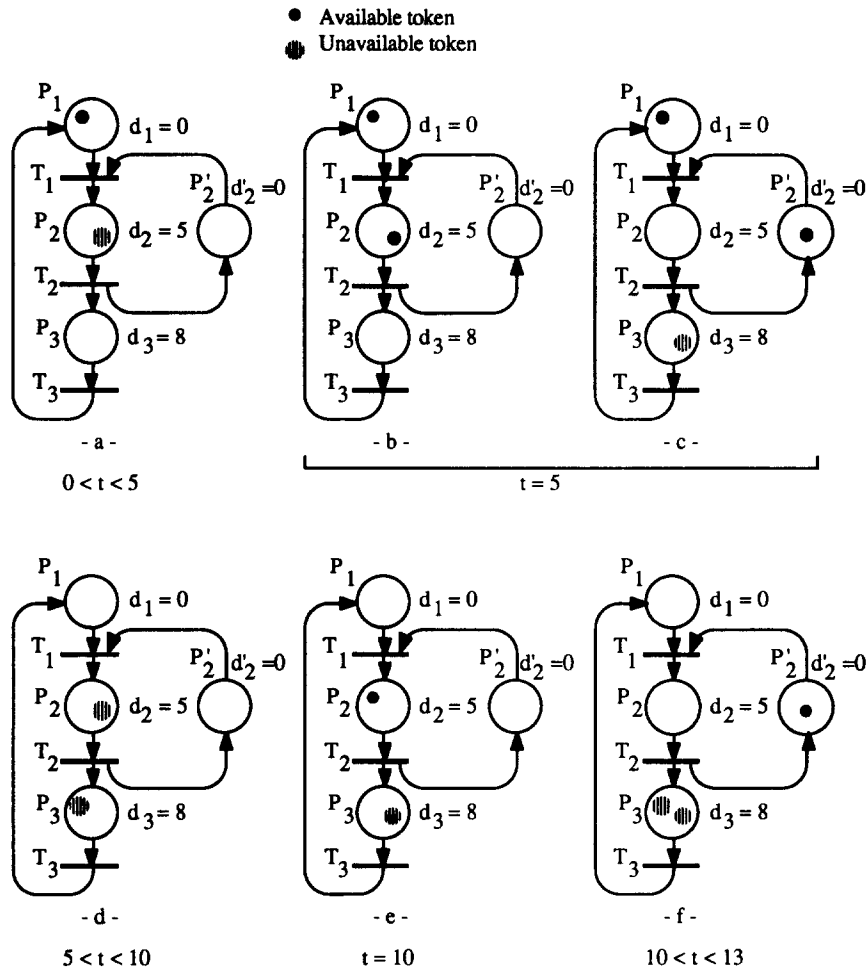 Available token
Unavailable token
P1 d1 = 0
T1 P'2 d'2 = 0
P2 d2 = 5
T2
P3 d3 = 8
T3
- a -
0 < t < 5
P1 d1 = 0
T1 P'2 d'2 = 0
P2 d2 = 5
T2
P3 d3 = 8
T3
- b -
P1 d1 = 0
T1 P'2 d'2 = 0
P2 d2 = 5
T2
P3 d3 = 8
T3
- c -
t = 5
P1 d1 = 0
T1 P'2 d'2 = 0
P2 d2 = 5
T2
P3 d3 = 8
T3
- d -
5 < t < 10
P1 d1 = 0
T1 P'2 d'2 = 0
P2 d2 = 5
T2
P3 d3 = 8
T3
- e -
t = 10
P1 d1 = 0
T1 P'2 d'2 = 0
P2 d2 = 5
T2
P3 d3 = 8
T3
- f -
10 < t < 13